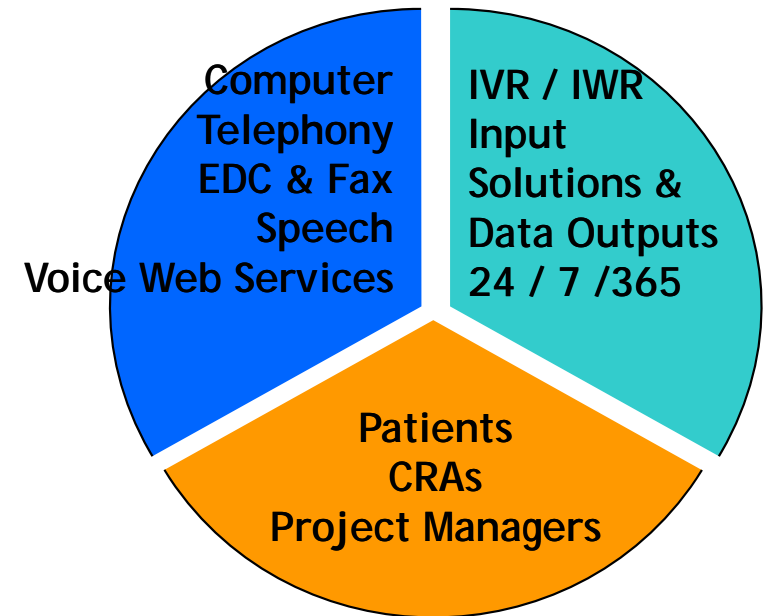 Computer
Telephony
EDC & Fax
Speech
Voice Web Services
IVR / IWR
Input
Solutions &
Data Outputs
24 / 7 /365
Patients
CRAs
Project Managers